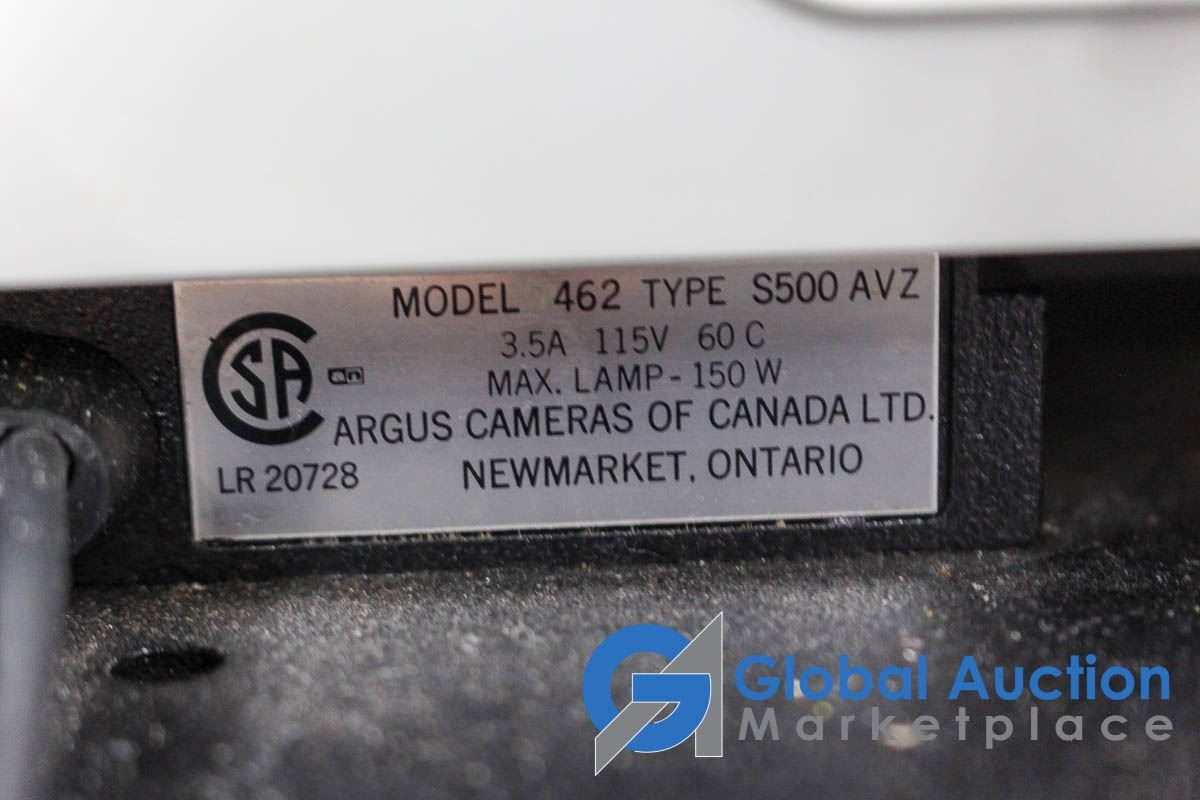 MODEL 462 TYPE S500 AVZ
3.5A 115V 60 C
MAX. LAMP - 150 W
ARGUS CAMERAS OF CANADA LTD.
LR 20728 NEWMARKET, ONTARIO
CSA
Global Auction
Marketplace